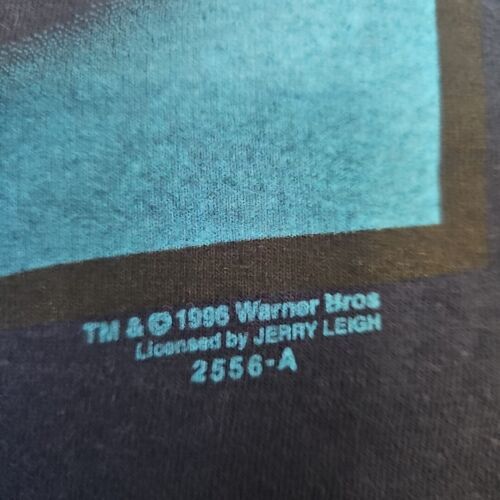 TM & © 1996 Warner Bros
Licensed by JERRY LEIGH
2556-A